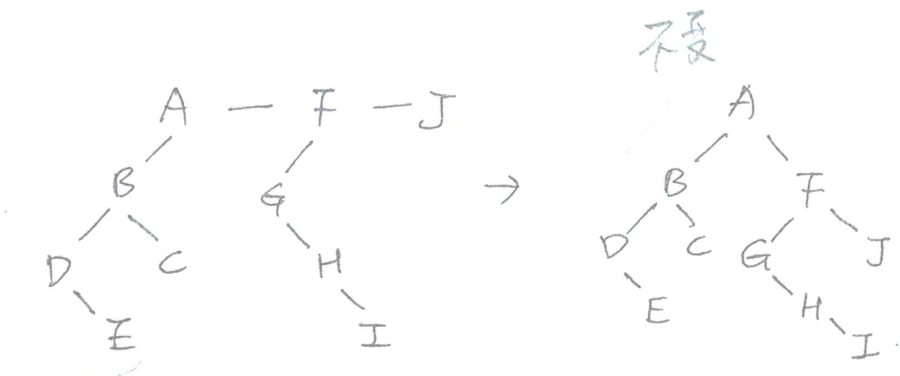 不变
A — F — J → A
B G B F
D C H D C G J
E I E H I